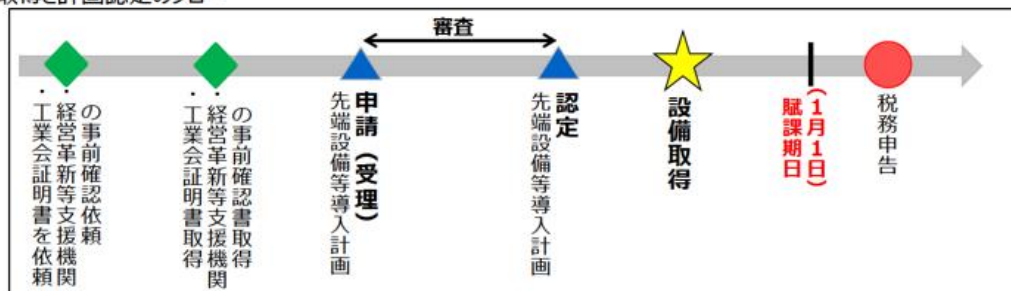 審査
・工業会証明書を依頼
・経営革新等支援機関
の事前確認依頼
・工業会証明書取得
・経営革新等支援機関
の事前確認書取得
先端設備等導入計画
申請（受理）
先端設備等導入計画
認定
設備取得
（1月1日）
賦課期日
税務申告